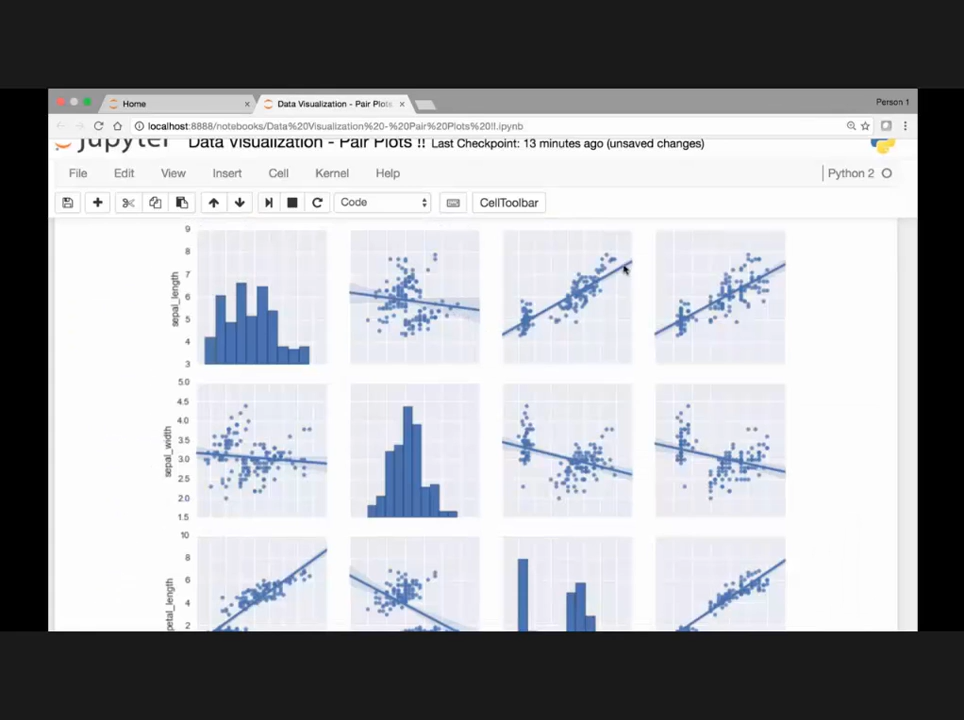 Home
Data Visualization - Pair Plots
Person 1
localhost:8888/notebooks/Data%20Visualization%20-%20Pair%20Plots%20!!.ipynb
jupyter Data Visualization - Pair Plots !! Last Checkpoint: 13 minutes ago (unsaved changes)
File Edit View Insert Cell Kernel Help
Python 2
Code
CellToolbar
sepal_length
9
8
7
6
5
4
3
sepal_width
5.0
4.5
4.0
3.5
3.0
2.5
2.0
1.5
petal_length
10
8
6
4
2